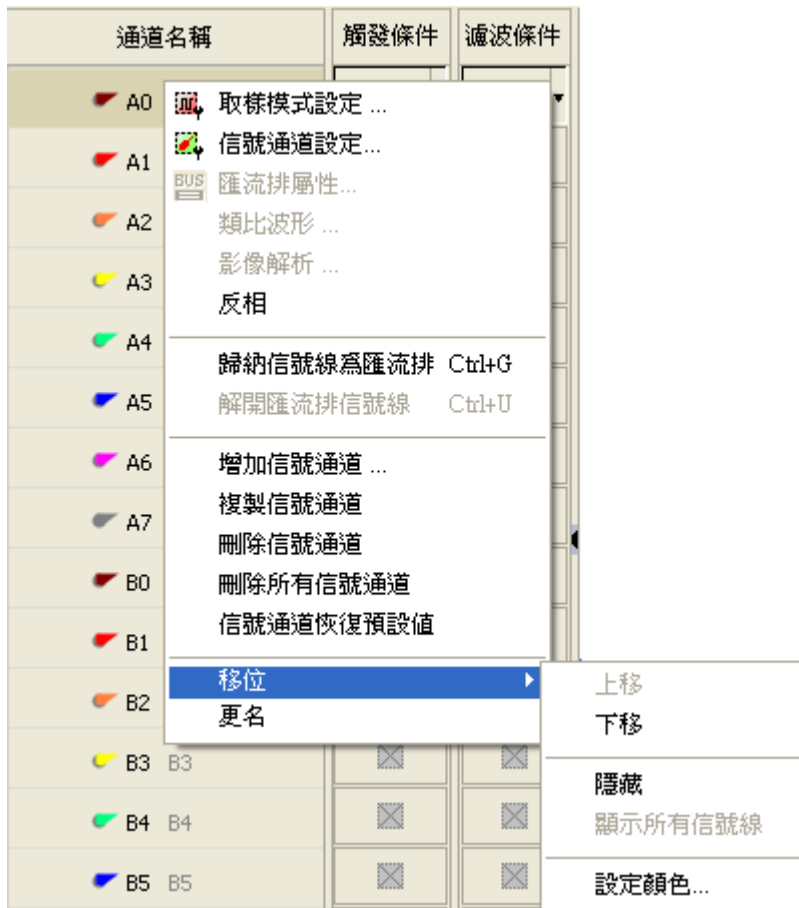 通道名稱 觸發條件 濾波條件
A0
取樣模式設定 ...
A1
信號通道設定...
BUS 匯流排屬性...
A2
類比波形 ...
影像解析 ...
A3
反相
A4
歸納信號線爲匯流排 Ctrl+G
A5
解開匯流排信號線 Ctrl+U
A6
增加信號通道 ...
複製信號通道
A7
刪除信號通道
B0
刪除所有信號通道
信號通道恢復預設值
B1
移位
上移
B2
更名
下移
B3 B3
隱藏
B4 B4
顯示所有信號線
B5 B5
設定顏色...